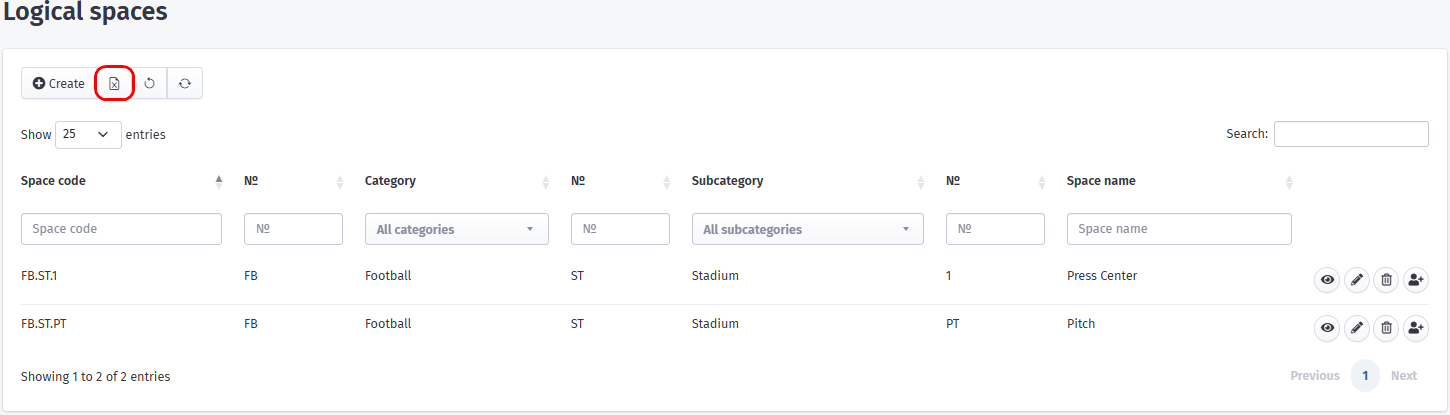 Logical spaces
Create
Show 25 entries
Search:
Space code № Category № Subcategory № Space name
Space code № All categories № All subcategories № Space name
FB.ST.1 FB Football ST Stadium 1 Press Center
FB.ST.PT FB Football ST Stadium PT Pitch
Showing 1 to 2 of 2 entries
Previous 1 Next